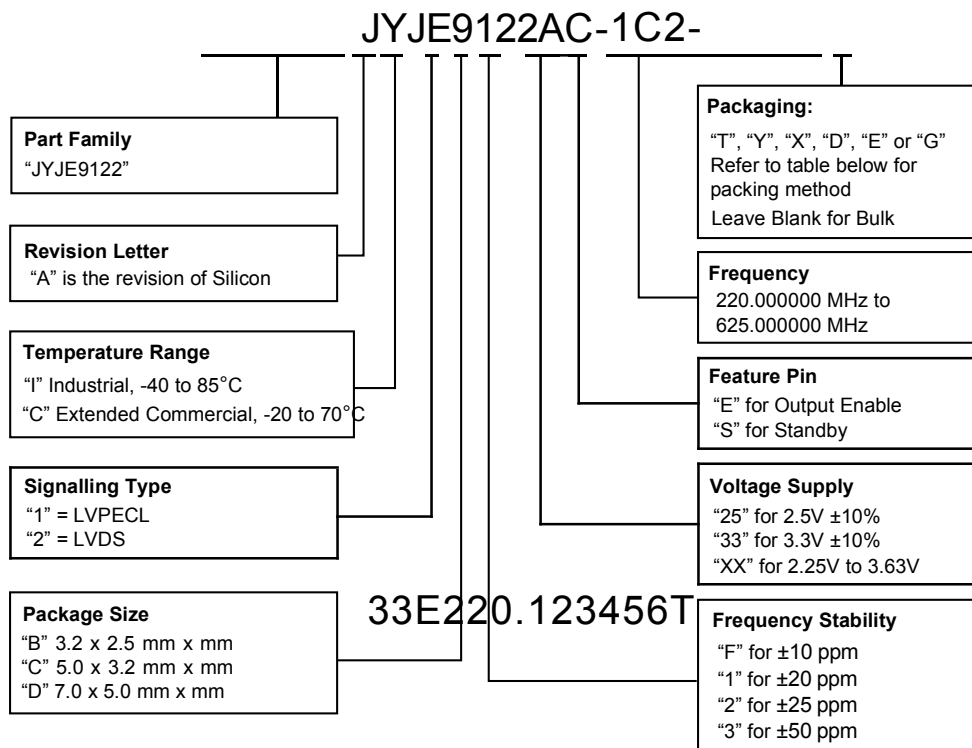 JYJE9122AC-1C2-
Part Family
“JYJE9122”
Revision Letter
“A” is the revision of Silicon
Temperature Range
“I” Industrial, -40 to 85°C
“C” Extended Commercial, -20 to 70°C
Signalling Type
“1” = LVPECL
“2” = LVDS
Package Size
“B” 3.2 x 2.5 mm x mm
“C” 5.0 x 3.2 mm x mm
“D” 7.0 x 5.0 mm x mm
33E220.123456T
Packaging:
“T”, “Y”, “X”, “D”, “E” or “G”
Refer to table below for
packing method
Leave Blank for Bulk
Frequency
220.000000 MHz to
625.000000 MHz
Feature Pin
“E” for Output Enable
“S” for Standby
Voltage Supply
“25” for 2.5V ±10%
“33” for 3.3V ±10%
“XX” for 2.25V to 3.63V
Frequency Stability
“F” for ±10 ppm
“1” for ±20 ppm
“2” for ±25 ppm
“3” for ±50 ppm